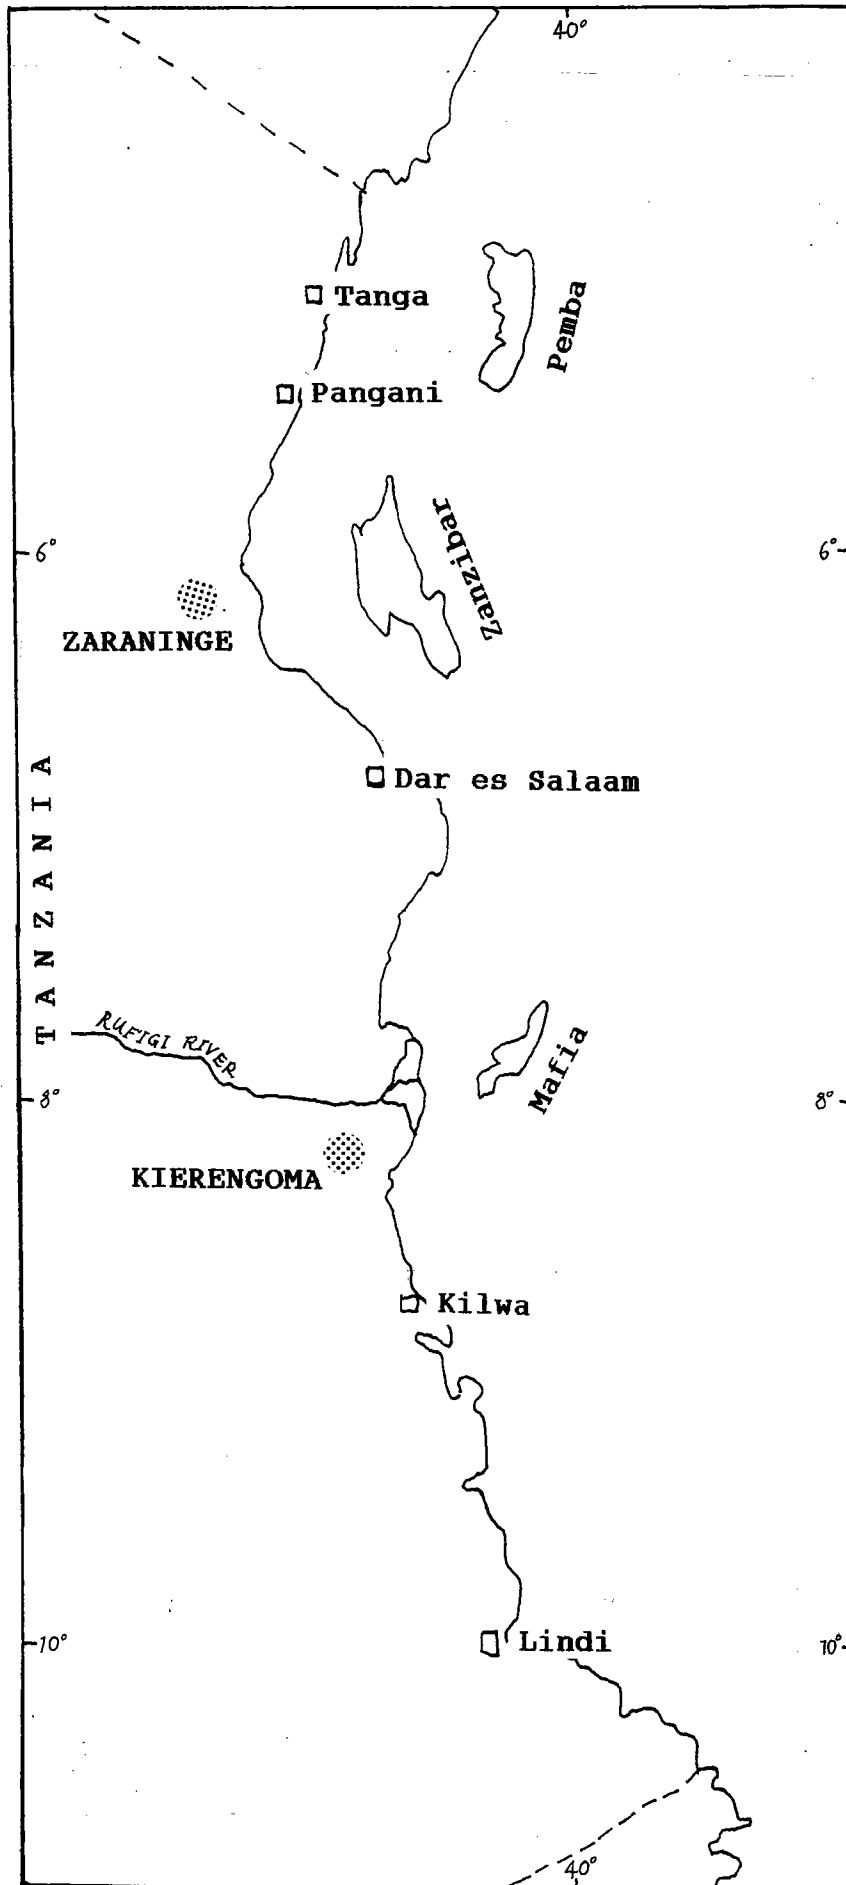 40°
Tanga
Pemba
Pangani
Zanzibar
6°
6°
ZARANINGE
Dar es Salaam
TANZANIA
RUFIGI RIVER
Mafia
8°
8°
KIERENGOMA
Kilwa
10°
Lindi
10°
40°